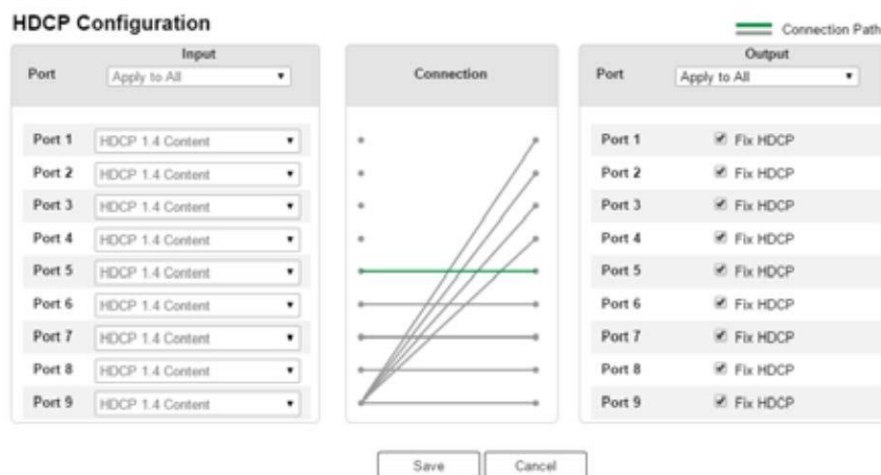 HDCP Configuration
Connection Path
Input
Port Apply to All
Connection
Output
Port Apply to All
Port 1 HDCP 1.4 Content
Port 2 HDCP 1.4 Content
Port 3 HDCP 1.4 Content
Port 4 HDCP 1.4 Content
Port 5 HDCP 1.4 Content
Port 6 HDCP 1.4 Content
Port 7 HDCP 1.4 Content
Port 8 HDCP 1.4 Content
Port 9 HDCP 1.4 Content
Port 1 Fix HDCP
Port 2 Fix HDCP
Port 3 Fix HDCP
Port 4 Fix HDCP
Port 5 Fix HDCP
Port 6 Fix HDCP
Port 7 Fix HDCP
Port 8 Fix HDCP
Port 9 Fix HDCP
Save Cancel